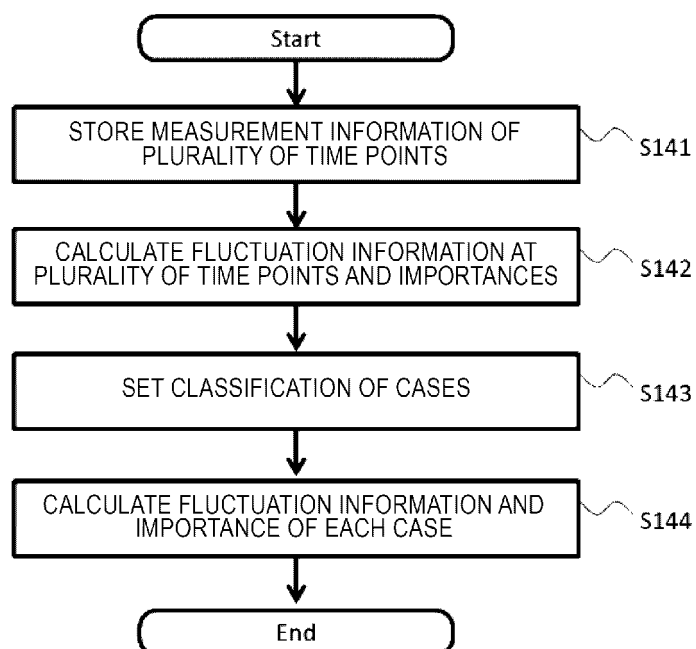 Start
STORE MEASUREMENT INFORMATION OF
PLURALITY OF TIME POINTS
S141
CALCULATE FLUCTUATION INFORMATION AT
PLURALITY OF TIME POINTS AND IMPORTANCES
S142
SET CLASSIFICATION OF CASES
S143
CALCULATE FLUCTUATION INFORMATION AND
IMPORTANCE OF EACH CASE
S144
End